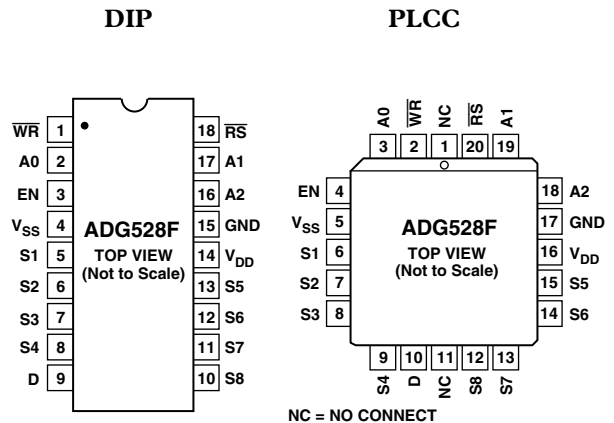 DIP
PLCC
W̅R̅ 1
A0 2
EN 3
VSS 4
S1 5
S2 6
S3 7
S4 8
D 9
18 R̅S̅
17 A1
16 A2
15 GND
14 VDD
13 S5
12 S6
11 S7
10 S8
ADG528F
TOP VIEW
(Not to Scale)
A0 W̅R̅ NC R̅S̅ A1
3 2 1 20 19
EN 4
VSS 5
S1 6
S2 7
S3 8
18 A2
17 GND
16 VDD
15 S5
14 S6
ADG528F
TOP VIEW
(Not to Scale)
9 10 11 12 13
S4 D NC S8 S7
NC = NO CONNECT